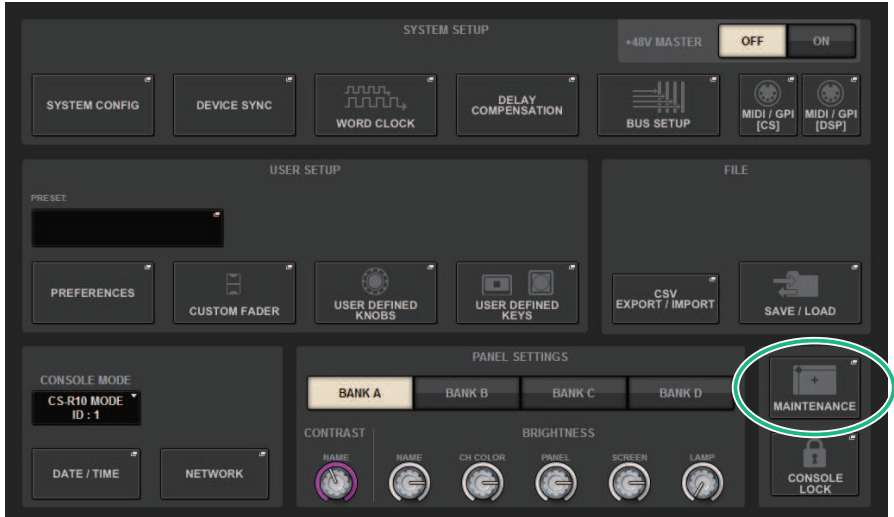 SYSTEM SETUP
+48V MASTER
OFF
ON
SYSTEM CONFIG
DEVICE SYNC
WORD CLOCK
DELAY
COMPENSATION
BUS SETUP
MIDI / GPI
[CS]
MIDI / GPI
[DSP]
USER SETUP
PRESET:
PREFERENCES
CUSTOM FADER
USER DEFINED
KNOBS
USER DEFINED
KEYS
FILE
CSV
EXPORT / IMPORT
SAVE / LOAD
CONSOLE MODE
CS-R10 MODE
ID : 1
DATE / TIME
NETWORK
PANEL SETTINGS
BANK A
BANK B
BANK C
BANK D
CONTRAST
BRIGHTNESS
NAME
NAME
CH COLOR
PANEL
SCREEN
LAMP
MAINTENANCE
CONSOLE
LOCK